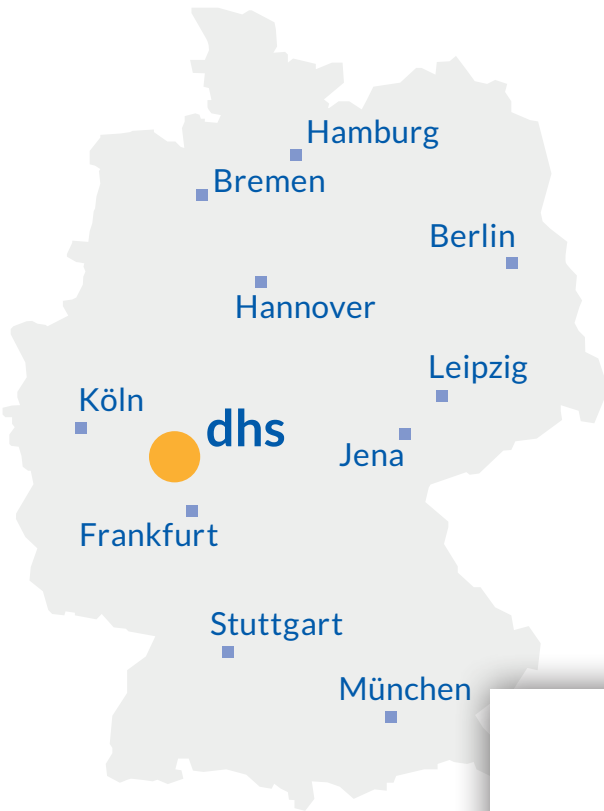 Hamburg
Bremen
Berlin
Hannover
Leipzig
Köln
dhs
Jena
Frankfurt
Stuttgart
München